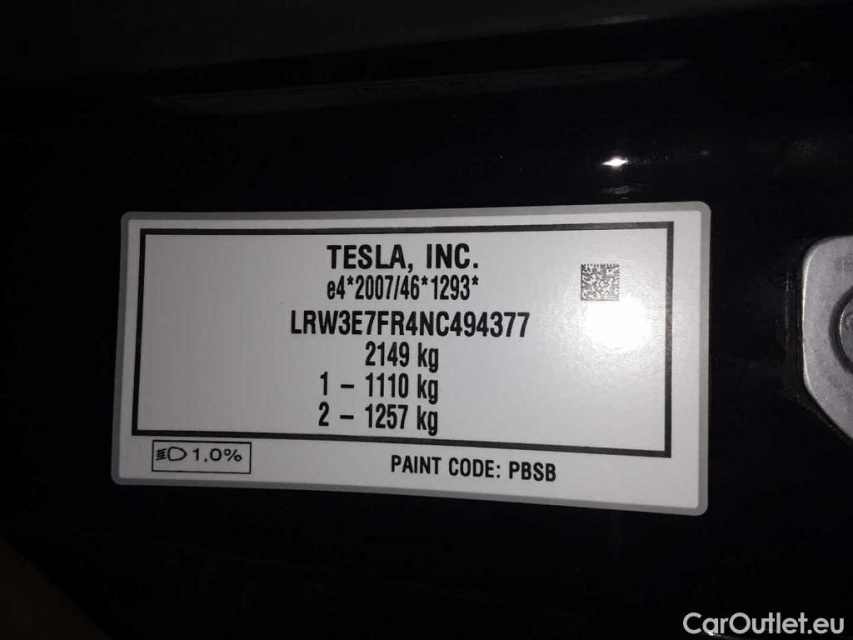 TESLA, INC.
e4*2007/46*1293*
LRW3E7FR4NC494377
2149 kg
1 – 1110 kg
2 – 1257 kg
1.0%
PAINT CODE: PBSB
CarOutlet.eu